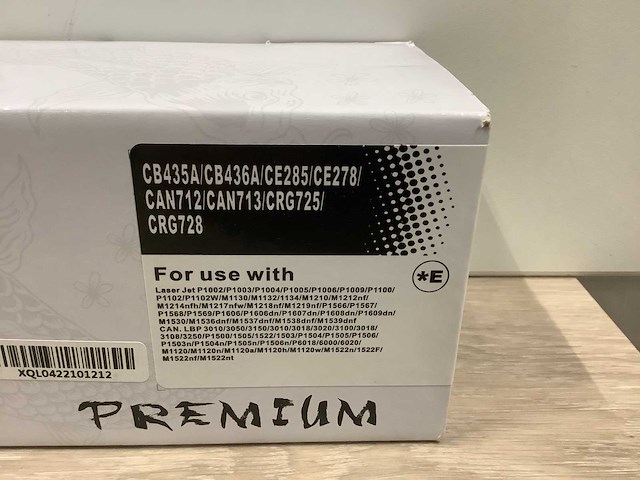 CB435A/CB436A/CE285/CE278/
CAN712/CAN713/CRG725/
CRG728
For use with
*E
Laser Jet P1002/P1003/P1004/P1005/P1006/P1009/P1100/
P1102/P1102W/M1130/M1132/1134/M1210/M1212nf/
M1214nfh/M1217nfw/M1218nf/M1219nf/P1566/P1567/
P1568/P1569/P1606/P1606dn/P1607dn/P1608dn/P1609dn/
M1530/M1536dnf/M1537dnf/M1538dnf/M1539dnf
CAN. LBP 3010/3050/3150/3010/3018/3020/3100/3018/
3108/3250/P1500/1505/1522/1503/P1504/P1505/P1506/
P1503n/P1504n/P1505n/P1506n/P6018/6000/6020/
M1120/M1120n/M1120a/M1120h/M1120w/M1522n/1522F/
M1522nf/M1522nt
XQL0422101212
PREMIUM